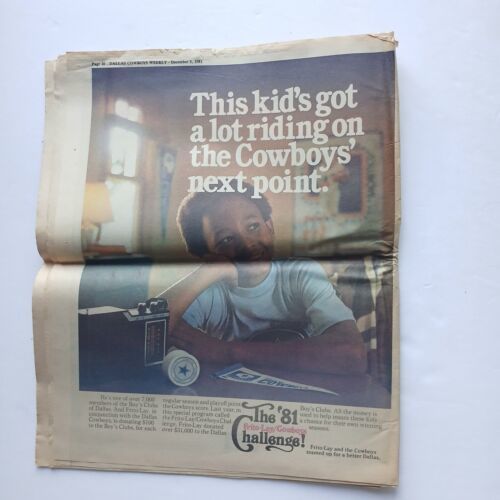 Page 16 - DALLAS COWBOYS WEEKLY - December 5, 1981
This kid's got
a lot riding on
the Cowboys'
next point.
He's one of over 7,000
members of the Boy's Clubs
of Dallas. And Frito-Lay, in
conjunction with the Dallas
Cowboys, is donating $100
to the Boy's Clubs, for each
regular season and playoff point
the Cowboys score. Last year, in
this special program called
the Frito-Lay/Cowboys Chal-
lenge, Frito-Lay donated
over $51,000 to the Dallas
Boy's Clubs. All the money is
used to help insure these kids
a chance for their own winning
season.
The '81
Frito-Lay/Cowboys
Challenge!
Frito-Lay and the Cowboys
teamed up for a better Dallas.